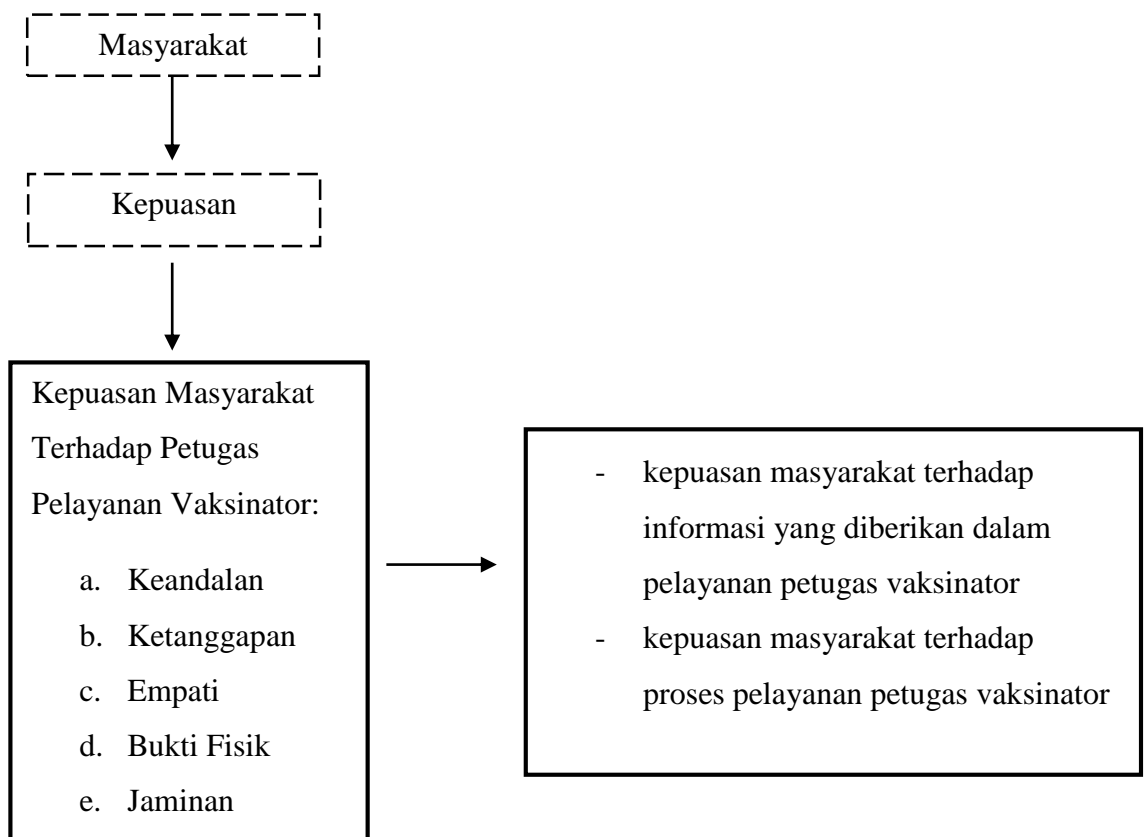 Masyarakat
Kepuasan
Kepuasan Masyarakat
Terhadap Petugas
Pelayanan Vaksinator:
a. Keandalan
b. Ketanggapan
c. Empati
d. Bukti Fisik
e. Jaminan
- kepuasan masyarakat terhadap
informasi yang diberikan dalam
pelayanan petugas vaksinator
- kepuasan masyarakat terhadap
proses pelayanan petugas vaksinator